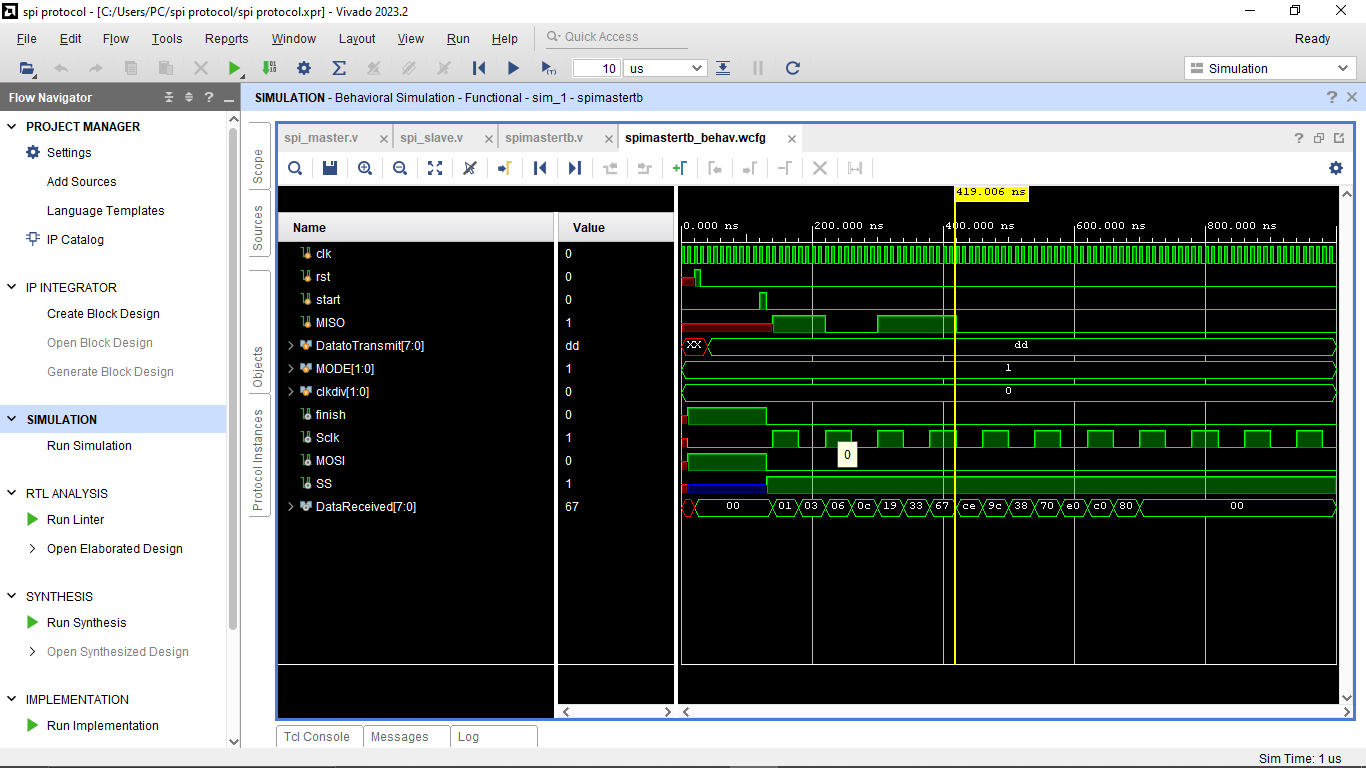 spi protocol - [C:/Users/PC/spi protocol/spi protocol.xpr] - Vivado 2023.2
File Edit Flow Tools Reports Window Layout View Run Help Quick Access Ready
10 us Simulation
Flow Navigator
SIMULATION - Behavioral Simulation - Functional - sim_1 - spimastertb
PROJECT MANAGER
Settings
Add Sources
Language Templates
IP Catalog
IP INTEGRATOR
Create Block Design
Open Block Design
Generate Block Design
SIMULATION
Run Simulation
RTL ANALYSIS
Run Linter
Open Elaborated Design
SYNTHESIS
Run Synthesis
Open Synthesized Design
IMPLEMENTATION
Run Implementation
Scope
Sources
Objects
Protocol Instances
spi_master.v spi_slave.v spimastertb.v spimastertb_behav.wcfg
419.006 ns
Name Value
0.000 ns 200.000 ns 400.000 ns 600.000 ns 800.000 ns
clk 0
rst 0
start 0
MISO 1
DatatoTransmit[7:0] dd XX dd
MODE[1:0] 1 1
clkdiv[1:0] 0 0
finish 0
Sclk 1
MOSI 0 0
SS 1
DataReceived[7:0] 67 00 01 03 06 0c 19 33 67 ce 9c 38 70 e0 c0 80 00
Tcl Console Messages Log
Sim Time: 1 us